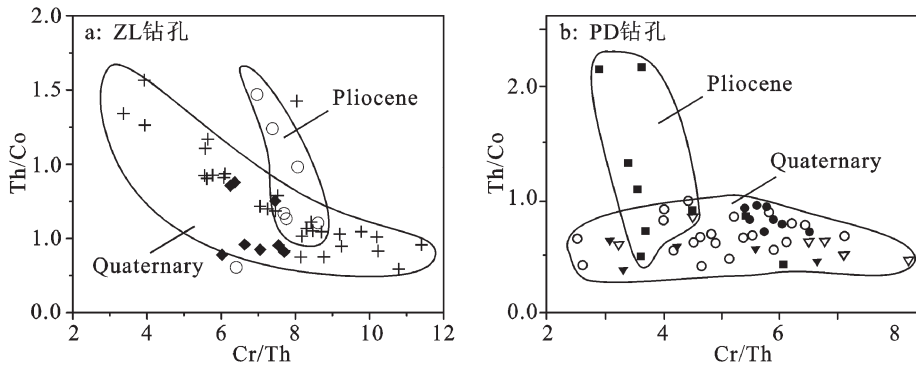 a: ZL钻孔
Pliocene
Quaternary
Th/Co
2.0
1.5
1.0
1.0
0.0
2
4
6
8
10
12
Cr/Th
b: PD钻孔
Pliocene
Quaternary
Th/Co
2.0
1.0
0.0
2
4
6
8
Cr/Th